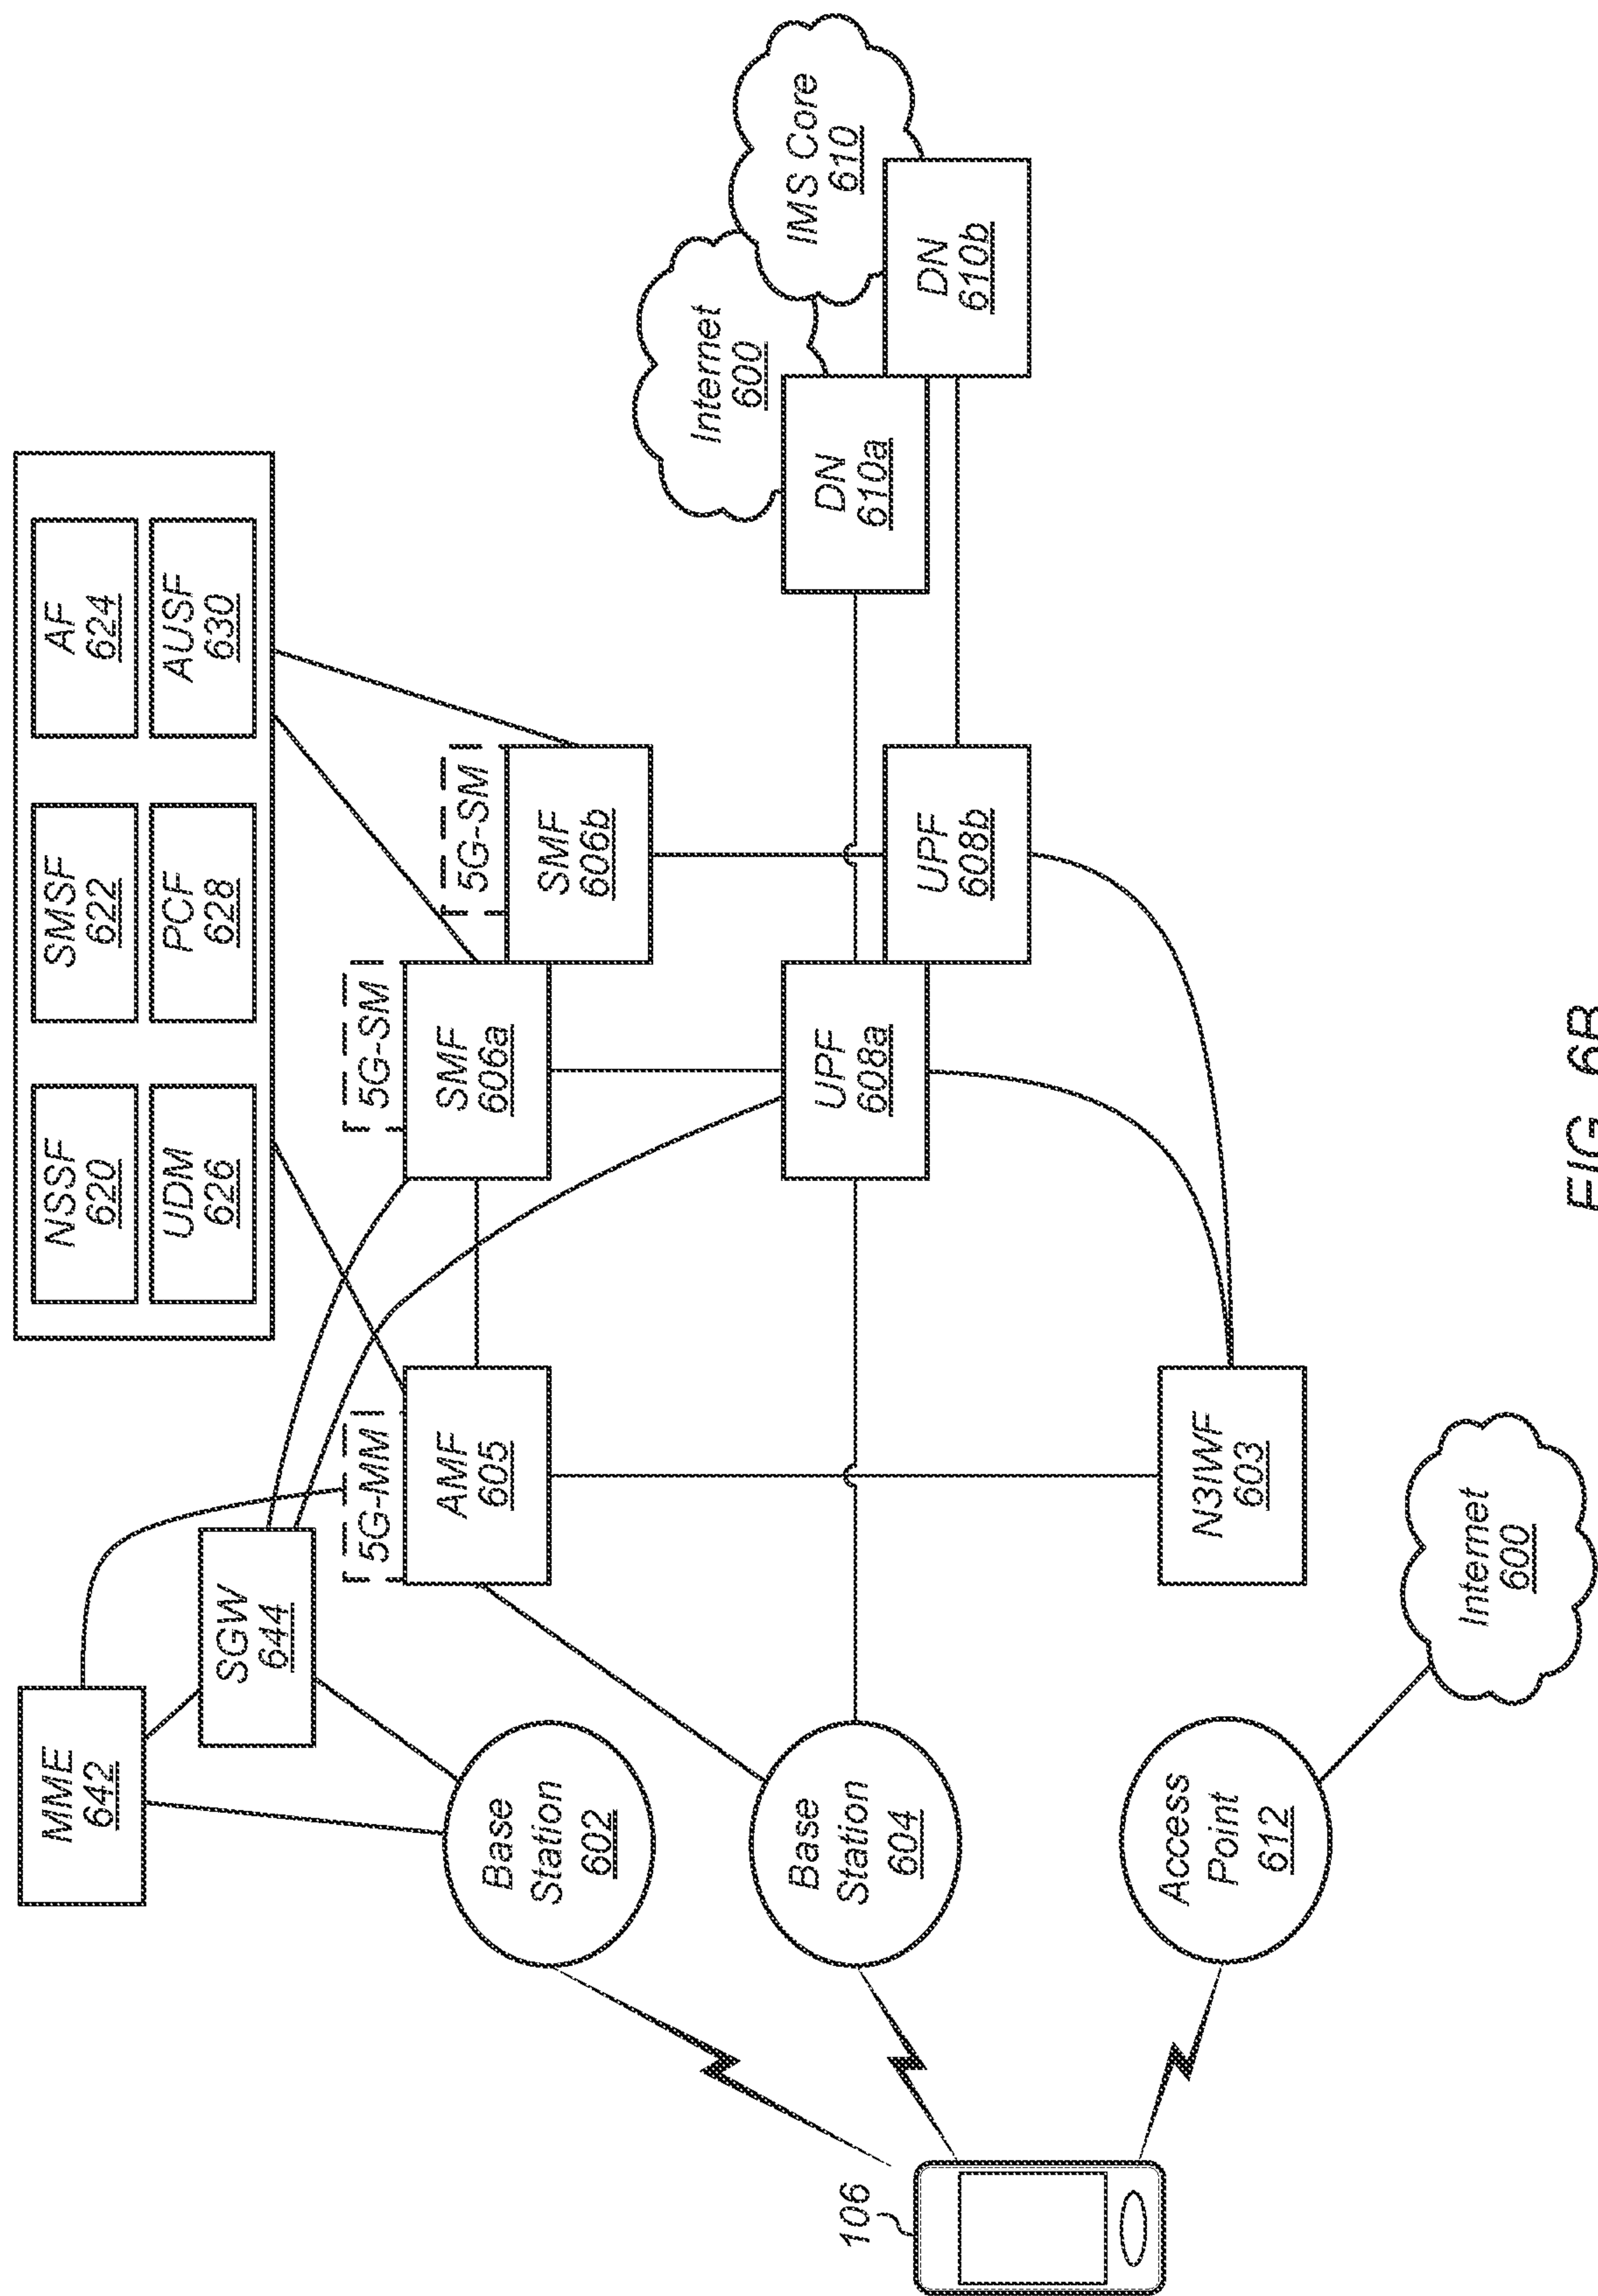 NSSF
620
SMSF
622
AF
624
UDM
626
PCF
628
AUSF
630
MME
642
SGW
644
5G-MM
AMF
605
5G-SM
SMF
606a
5G-SM
SMF
606b
Base
Station
602
Internet
600
IMS Core
610
Base
Station
604
UPF
608a
UPF
608b
DN
610a
DN
610b
106
Access
Point
612
N3IWF
603
Internet
600
FIG. 6B